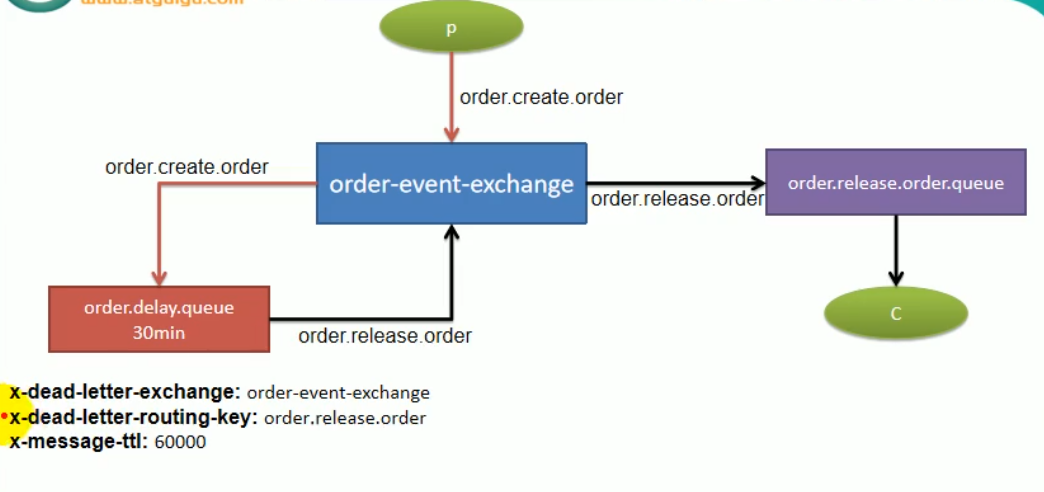 www.atguigu.com
p
order.create.order
order.create.order
order-event-exchange
order.release.order
order.release.order.queue
order.delay.queue
30min
order.release.order
C
x-dead-letter-exchange: order-event-exchange
x-dead-letter-routing-key: order.release.order
x-message-ttl: 60000